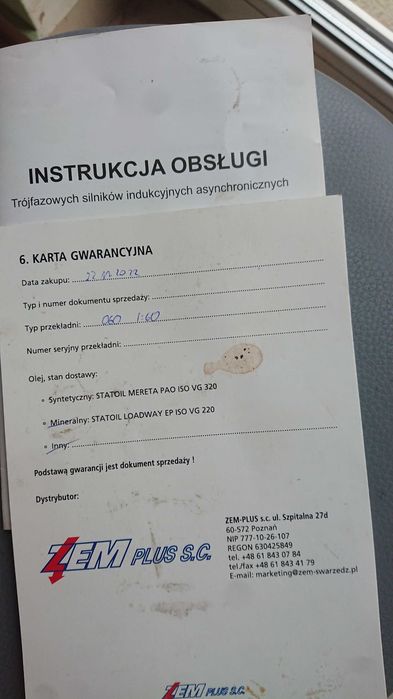 INSTRUKCJA OBSŁUGI
Trójfazowych silników indukcyjnych asynchronicznych
6. KARTA GWARANCYJNA
Data zakupu: 2022
Typ i numer dokumentu sprzedaży:
Typ przekładni: 060 1:60
Numer seryjny przekładni:
Olej, stan dostawy:
• Syntetyczny: STATOIL MERETA PAO ISO VG 320
• Mineralny: STATOIL LOADWAY EP ISO VG 220
• Inny:
Podstawą gwarancji jest dokument sprzedaży !
Dystrybutor:
ZEM PLUS S.C.
ZEM-PLUS s.c. ul. Szpitalna 27d
60-572 Poznań
NIP 777-10-26-107
REGON 630425849
tel. +48 61 843 07 84
tel./fax +48 61 843 41 79
E-mail: marketing@zem-swarzedz.pl
ZEM PLUS S.C.